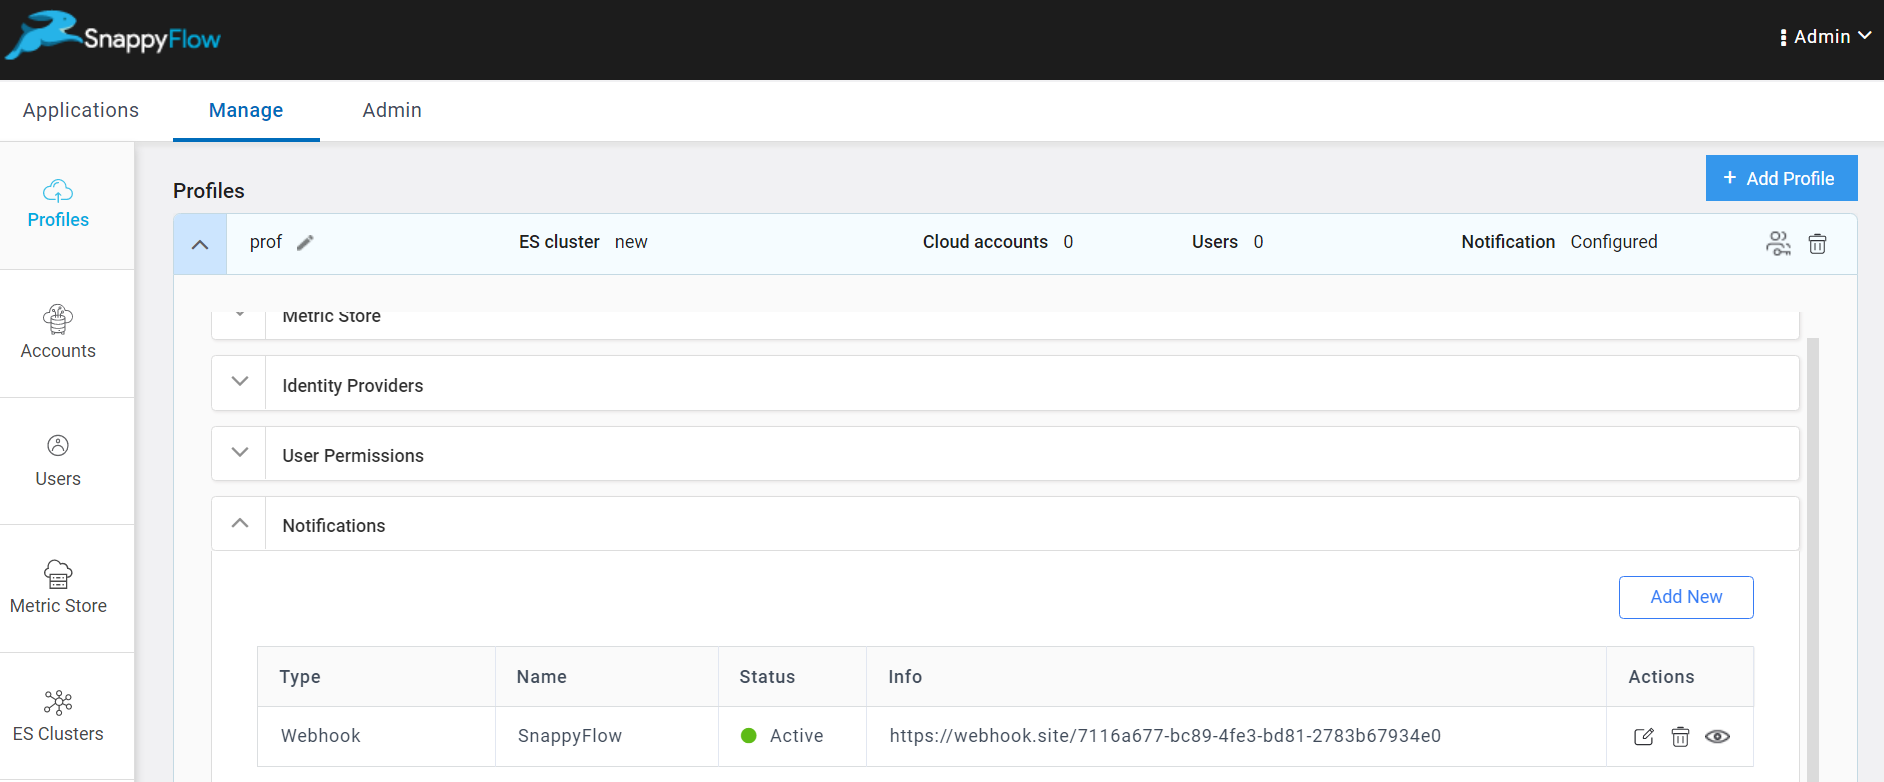 SnappyFlow
Admin
Applications Manage Admin
Profiles
Accounts
Users
Metric Store
ES Clusters
Profiles
+ Add Profile
prof ES cluster new Cloud accounts 0 Users 0 Notification Configured
Metric Store
Identity Providers
User Permissions
Notifications
Add New
Type Name Status Info Actions
Webhook SnappyFlow Active https://webhook.site/7116a677-bc89-4fe3-bd81-2783b67934e0